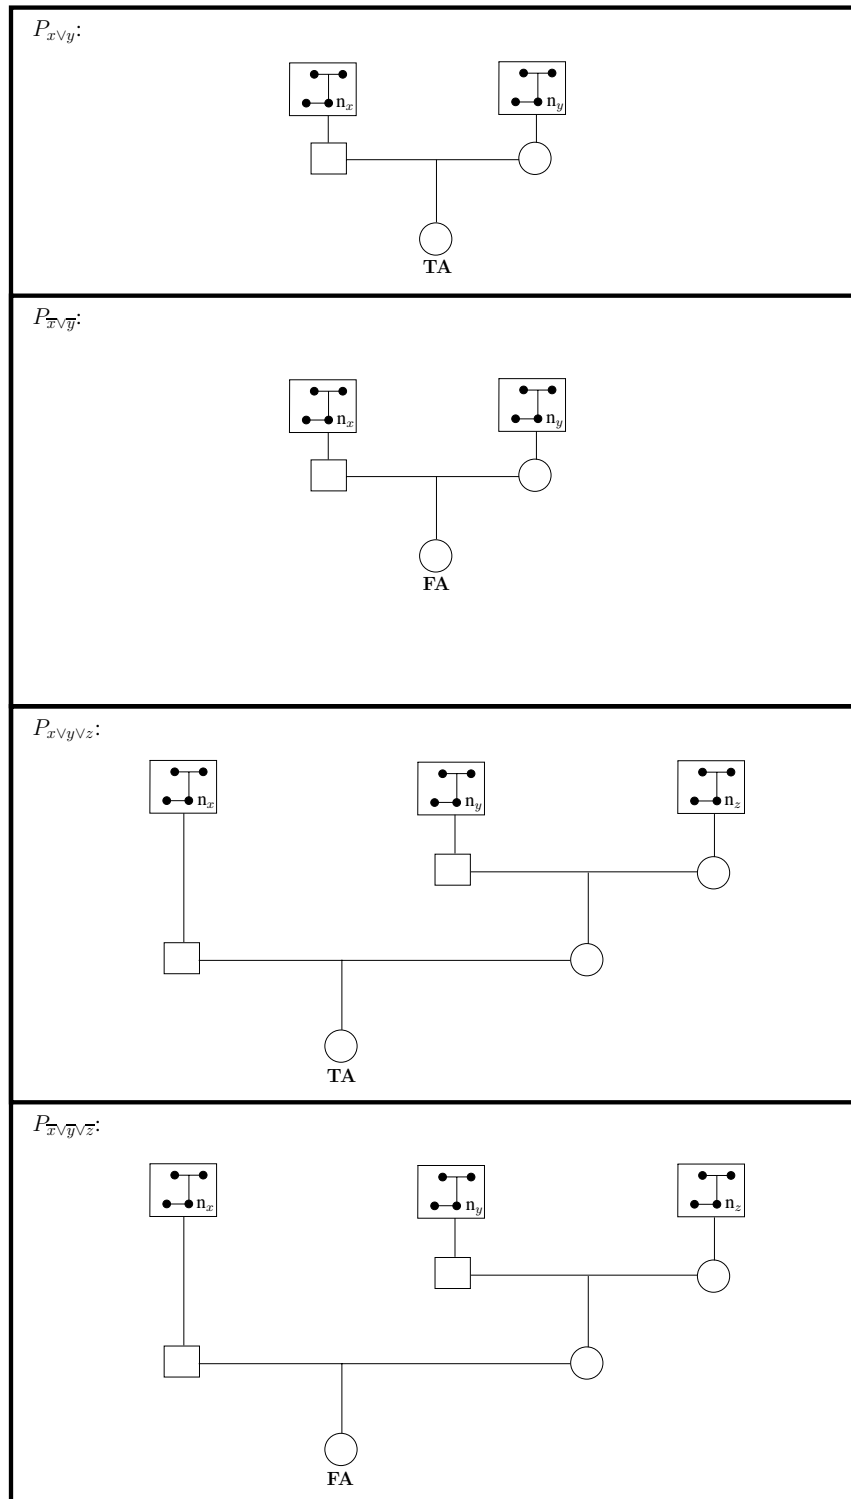 P_{x∨y}:
n_x n_y
TA
P_{x̅∨y̅}:
n_x n_y
FA
P_{x∨y∨z}:
n_x n_y n_z
TA
P_{x̅∨y̅∨z̅}:
n_x n_y n_z
FA